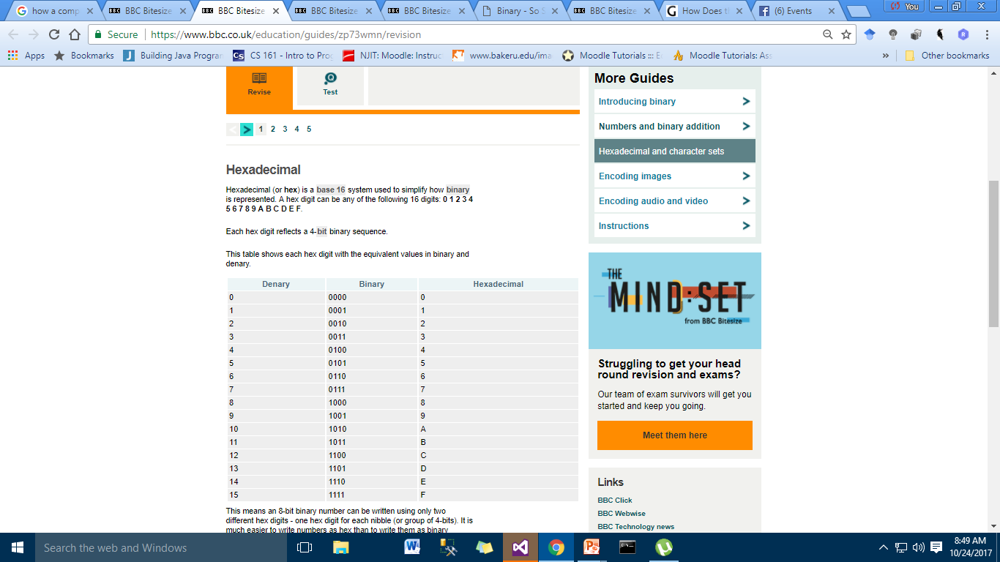 how a compu
BBC Bitesize
BBC Bitesize
BBC Bitesize
BBC Bitesize
Binary - So S
BBC Bitesize
How Does th
(6) Events
You
Secure https://www.bbc.co.uk/education/guides/zp73wmn/revision
Apps Bookmarks Building Java Progran CS 161 - Intro to Pro NJIT: Moodle: Instruc www.bakeru.edu/ima Moodle Tutorials ::: E Moodle Tutorials: Ass » Other bookmarks
Revise
Test
< > 1 2 3 4 5
Hexadecimal
Hexadecimal (or hex) is a base 16 system used to simplify how binary
is represented. A hex digit can be any of the following 16 digits: 0 1 2 3 4
5 6 7 8 9 A B C D E F.
Each hex digit reflects a 4-bit binary sequence.
This table shows each hex digit with the equivalent values in binary and
denary.
Denary Binary Hexadecimal
0 0000 0
1 0001 1
2 0010 2
3 0011 3
4 0100 4
5 0101 5
6 0110 6
7 0111 7
8 1000 8
9 1001 9
10 1010 A
11 1011 B
12 1100 C
13 1101 D
14 1110 E
15 1111 F
This means an 8-bit binary number can be written using only two
different hex digits - one hex digit for each nibble (or group of 4-bits). It is
much easier to write numbers as hex than to write them as binary
More Guides
Introducing binary
Numbers and binary addition
Hexadecimal and character sets
Encoding images
Encoding audio and video
Instructions
THE
MIND:SET
from BBC Bitesize
Struggling to get your head
round revision and exams?
Our team of exam survivors will get you
started and keep you going.
Meet them here
Links
BBC Click
BBC Webwise
BBC Technology news
Search the web and Windows
8:49 AM
10/24/2017